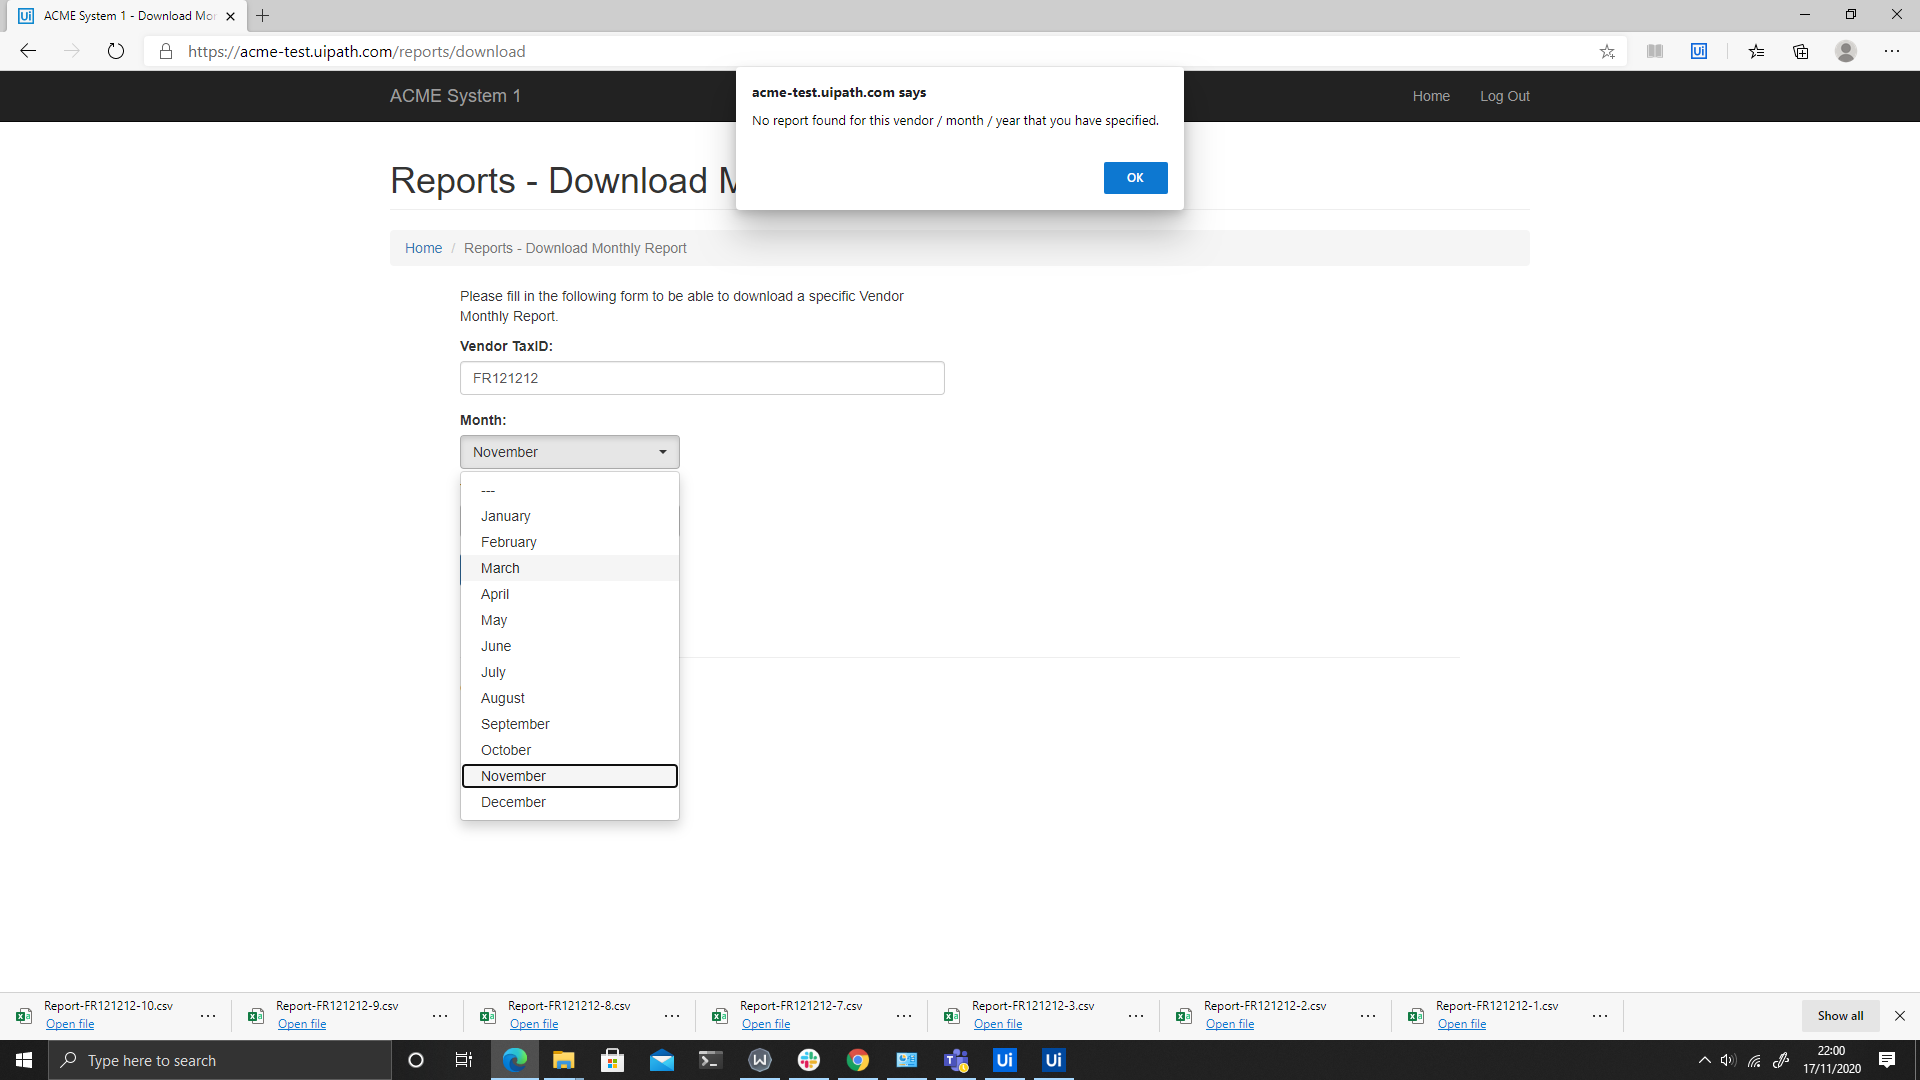 ACME System 1 - Download Mor
https://acme-test.uipath.com/reports/download
ACME System 1
Home
Log Out
acme-test.uipath.com says
No report found for this vendor / month / year that you have specified.
OK
Reports - Download M
Home / Reports - Download Monthly Report
Please fill in the following form to be able to download a specific Vendor
Monthly Report.
Vendor TaxID:
FR121212
Month:
November
---
January
February
March
April
May
June
July
August
September
October
November
December
Report-FR121212-10.csv
Open file
Report-FR121212-9.csv
Open file
Report-FR121212-8.csv
Open file
Report-FR121212-7.csv
Open file
Report-FR121212-3.csv
Open file
Report-FR121212-2.csv
Open file
Report-FR121212-1.csv
Open file
Show all
Type here to search
22:00
17/11/2020